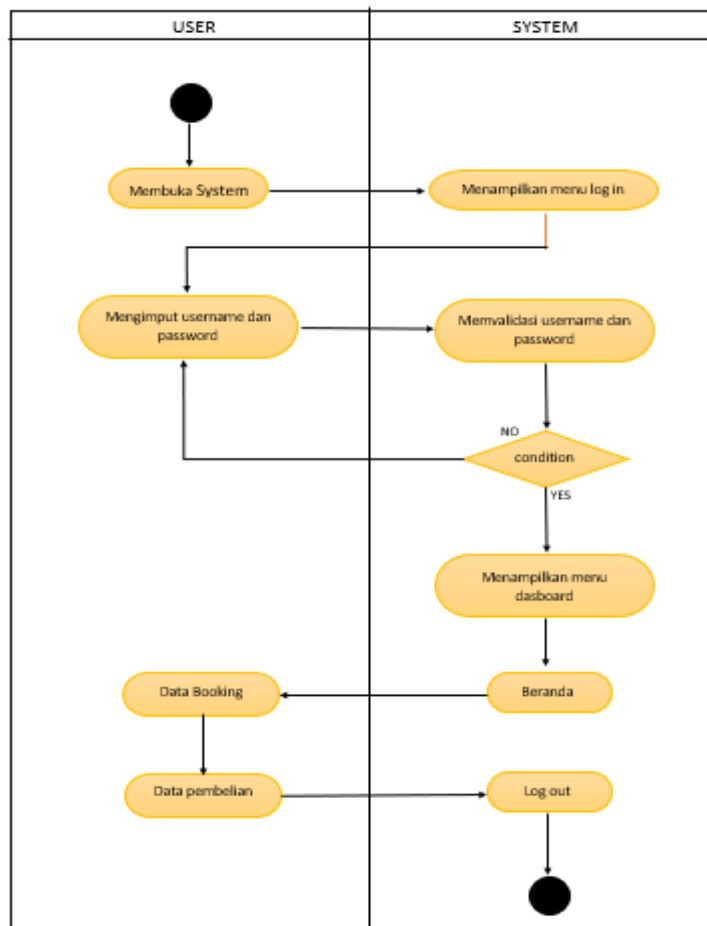 USER
SYSTEM
Membuka System
Menampilkan menu log in
Mengimput username dan
password
Memvalidasi username dan
password
NO
condition
YES
Menampilkan menu
dasboard
Data Booking
Beranda
Data pembelian
Log out